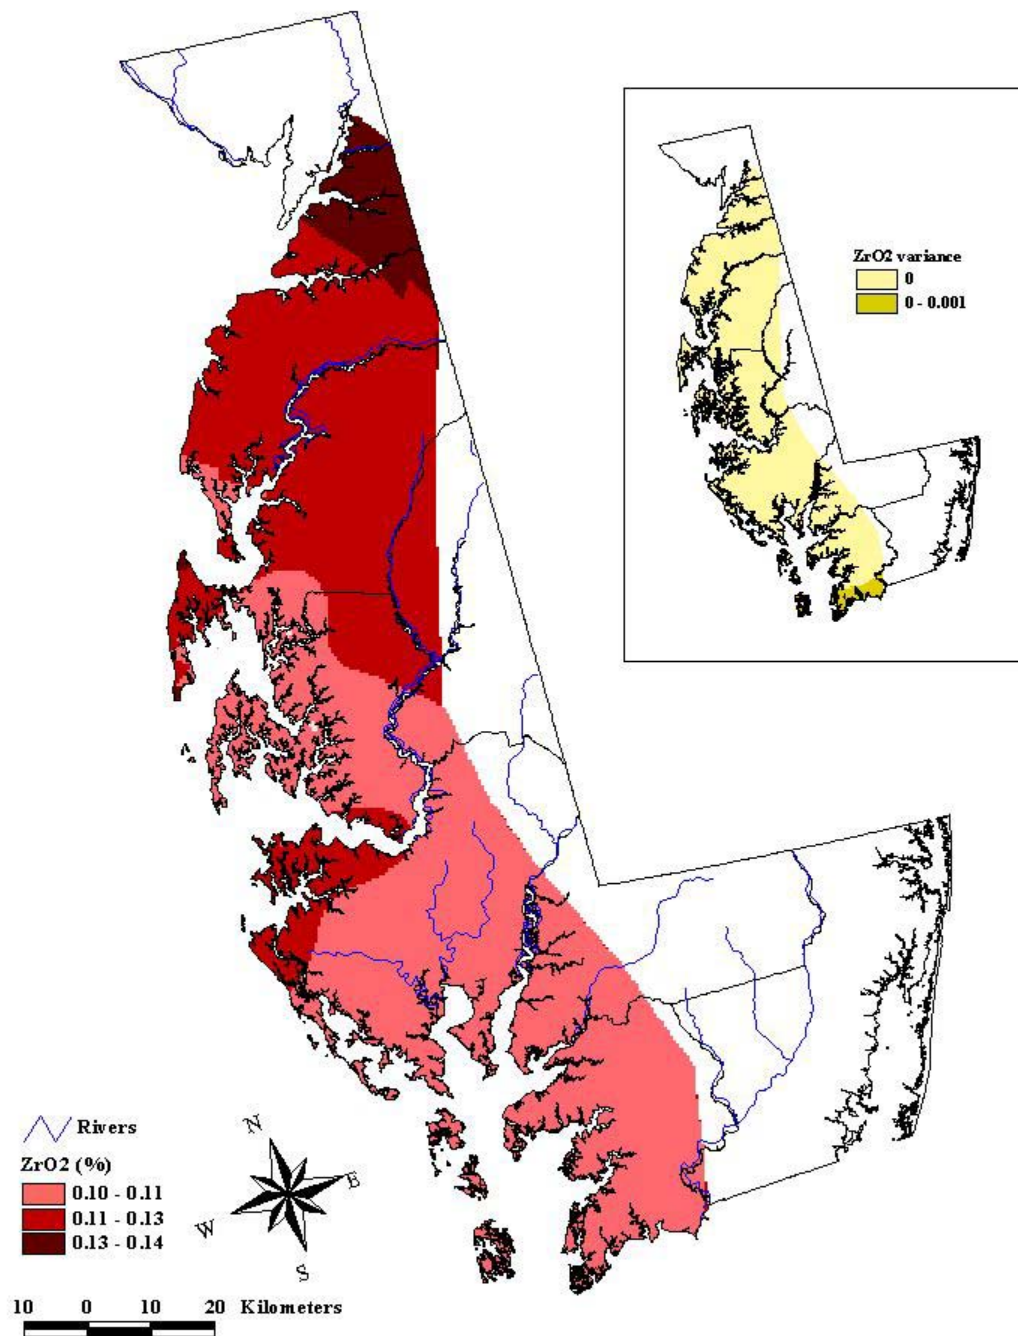 ZrO2 variance
0
0 - 0.001
Rivers
ZrO2 (%)
0.10 - 0.11
0.11 - 0.13
0.13 - 0.14
N
E
W
S
10 0 10 20 Kilometers